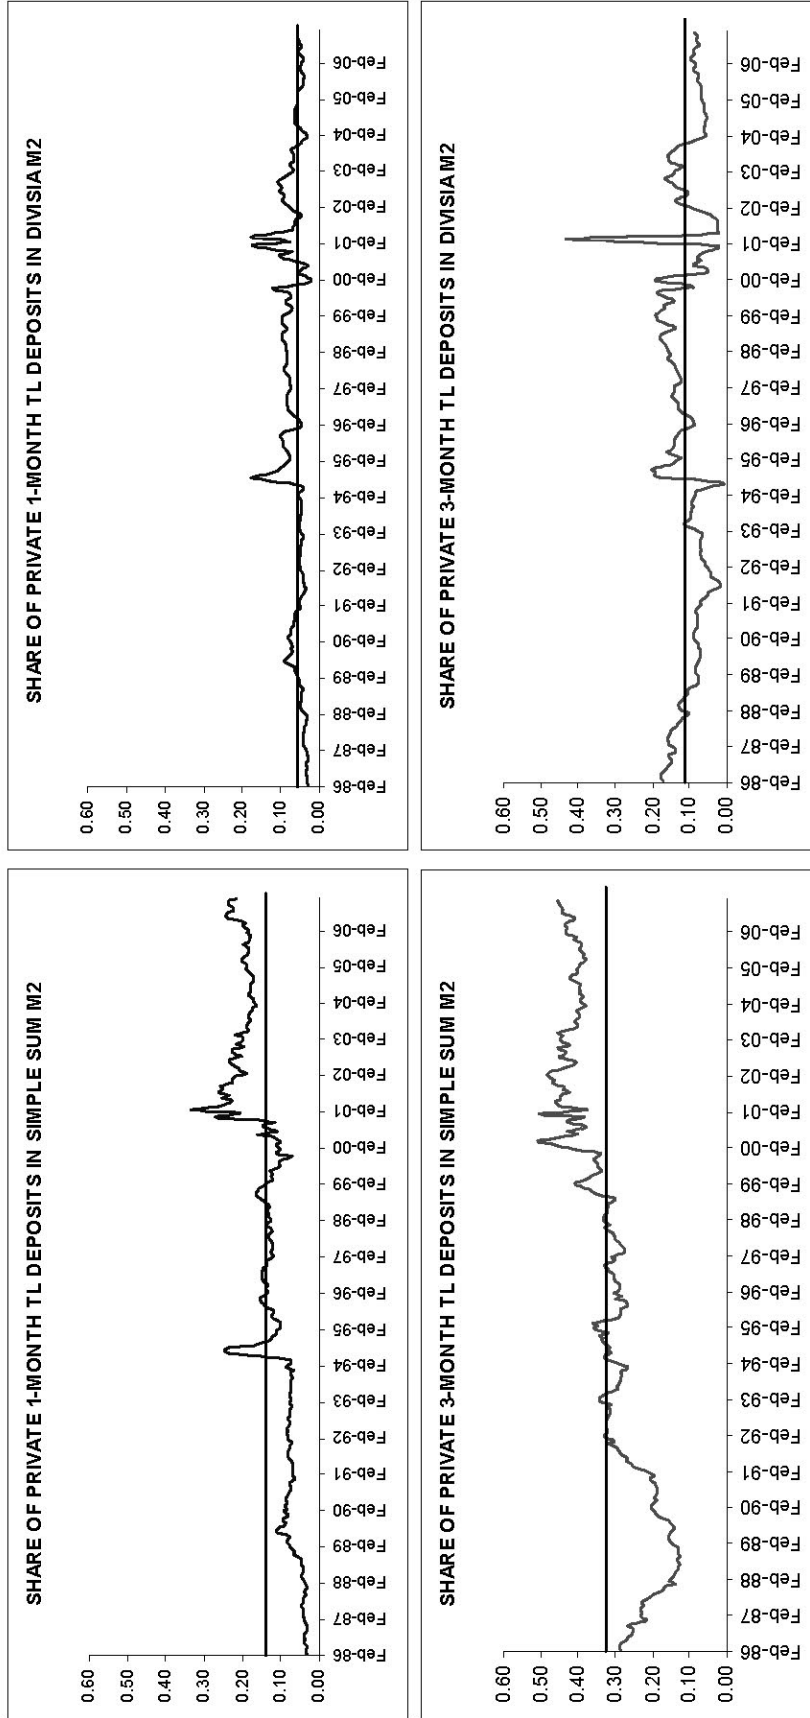 SHARE OF PRIVATE 1-MONTH TL DEPOSITS IN SIMPLE SUM M2
0.60
0.50
0.40
0.30
0.20
0.10
0.00
Feb-86
Feb-87
Feb-88
Feb-89
Feb-90
Feb-91
Feb-92
Feb-93
Feb-94
Feb-95
Feb-96
Feb-97
Feb-98
Feb-99
Feb-00
Feb-01
Feb-02
Feb-03
Feb-04
Feb-05
Feb-06
SHARE OF PRIVATE 1-MONTH TL DEPOSITS IN DIVISIA M2
0.60
0.50
0.40
0.30
0.20
0.10
0.00
Feb-86
Feb-87
Feb-88
Feb-89
Feb-90
Feb-91
Feb-92
Feb-93
Feb-94
Feb-95
Feb-96
Feb-97
Feb-98
Feb-99
Feb-00
Feb-01
Feb-02
Feb-03
Feb-04
Feb-05
Feb-06
SHARE OF PRIVATE 3-MONTH TL DEPOSITS IN SIMPLE SUM M2
0.60
0.50
0.40
0.30
0.20
0.10
0.00
Feb-86
Feb-87
Feb-88
Feb-89
Feb-90
Feb-91
Feb-92
Feb-93
Feb-94
Feb-95
Feb-96
Feb-97
Feb-98
Feb-99
Feb-00
Feb-01
Feb-02
Feb-03
Feb-04
Feb-05
Feb-06
SHARE OF PRIVATE 3-MONTH TL DEPOSITS IN DIVISIA M2
0.60
0.50
0.40
0.30
0.20
0.10
0.00
Feb-86
Feb-87
Feb-88
Feb-89
Feb-90
Feb-91
Feb-92
Feb-93
Feb-94
Feb-95
Feb-96
Feb-97
Feb-98
Feb-99
Feb-00
Feb-01
Feb-02
Feb-03
Feb-04
Feb-05
Feb-06